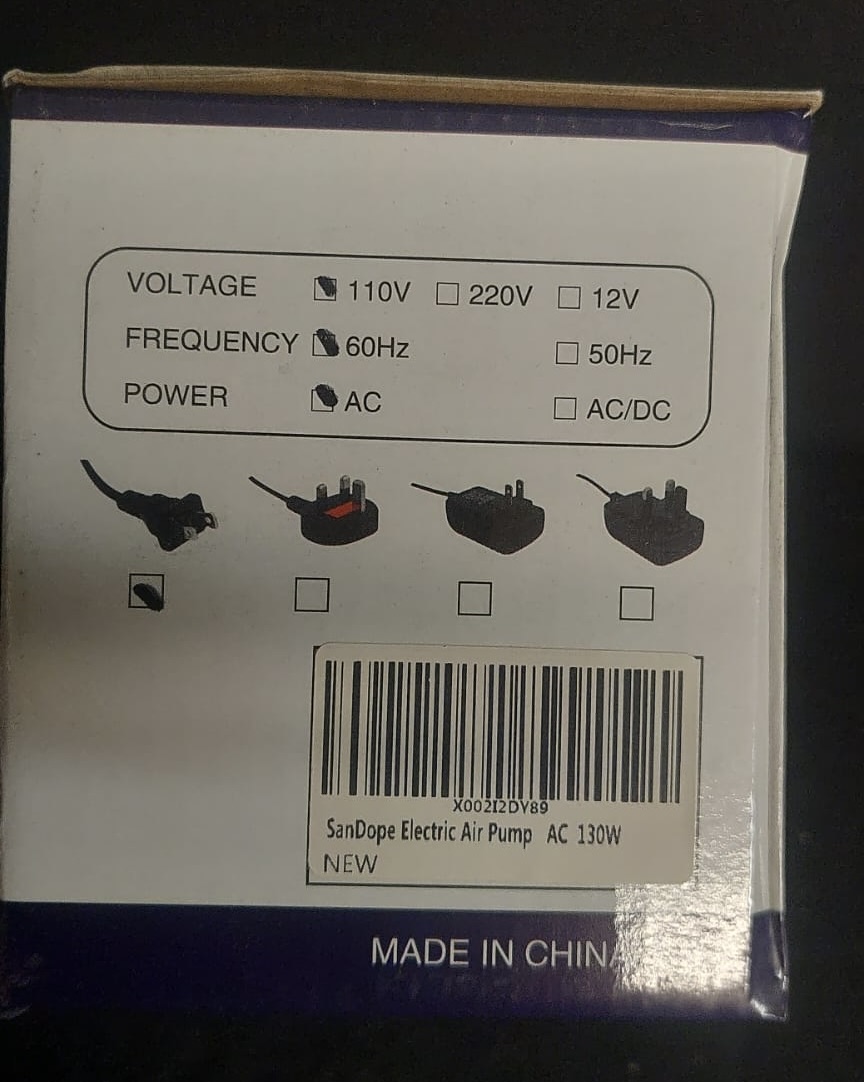 VOLTAGE 110V 220V 12V
FREQUENCY 60Hz 50Hz
POWER AC AC/DC
X002I2DY89
SanDope Electric Air Pump AC 130W
NEW
MADE IN CHINA